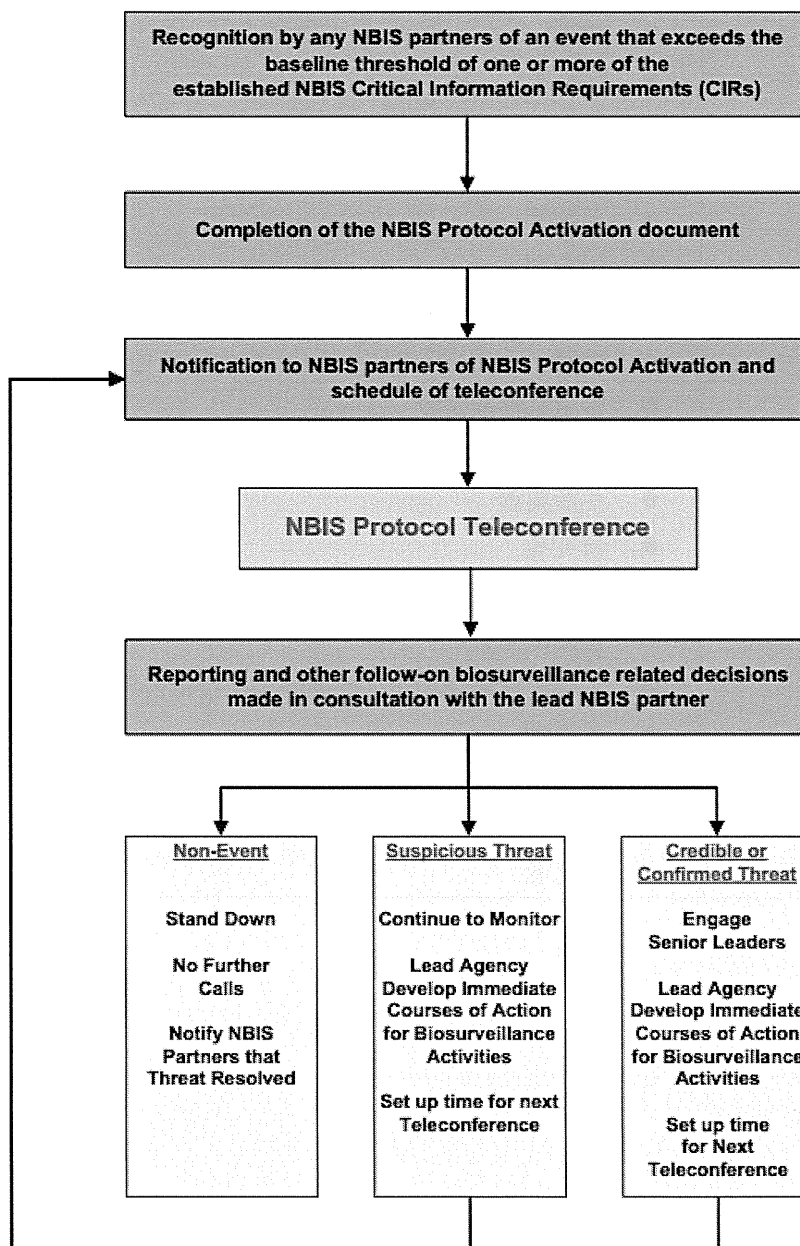 Recognition by any NBIS partners of an event that exceeds the
baseline threshold of one or more of the
established NBIS Critical Information Requirements (CIRs)
Completion of the NBIS Protocol Activation document
Notification to NBIS partners of NBIS Protocol Activation and
schedule of teleconference
NBIS Protocol Teleconference
Reporting and other follow-on biosurveillance related decisions
made in consultation with the lead NBIS partner
Non-Event
Stand Down
No Further
Calls
Notify NBIS
Partners that
Threat Resolved
Suspicious Threat
Continue to Monitor
Lead Agency
Develop Immediate
Courses of Action
for Biosurveillance
Activities
Set up time for next
Teleconference
Credible or
Confirmed Threat
Engage
Senior Leaders
Lead Agency
Develop Immediate
Courses of Action
for Biosurveillance
Activities
Set up time
for Next
Teleconference